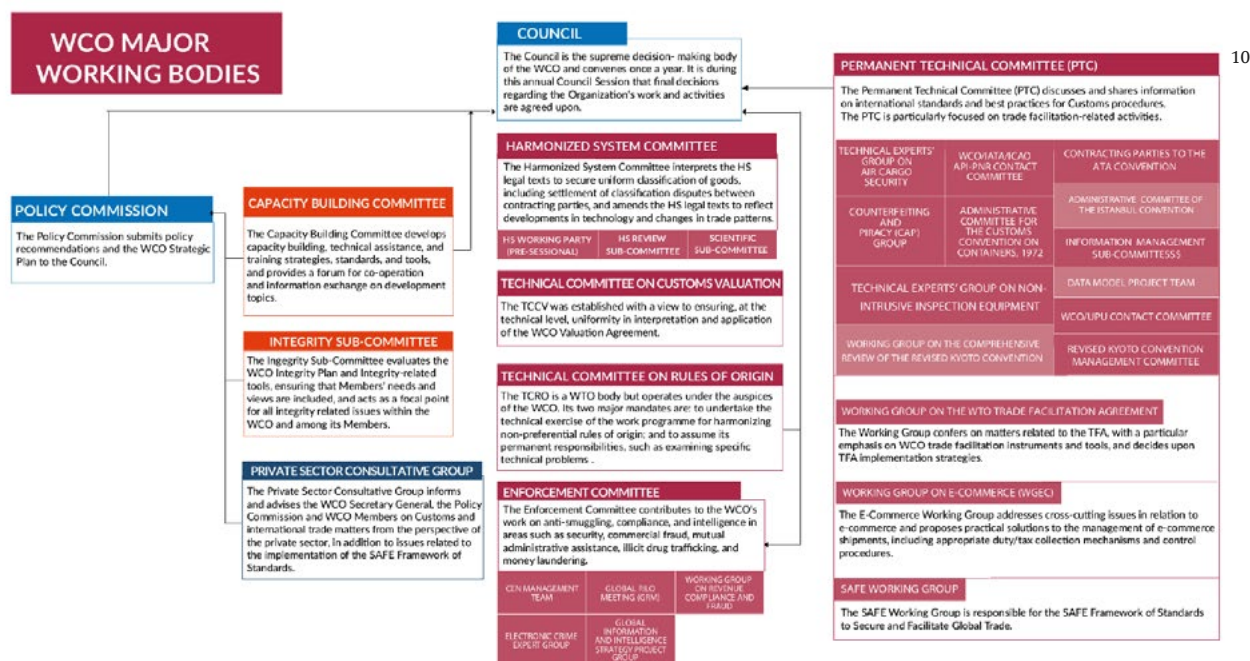 WCO MAJOR
WORKING BODIES
10
COUNCIL
The Council is the supreme decision- making body
of the WCO and convenes once a year. It is during
this annual Council Session that final decisions
regarding the Organization's work and activities
are agreed upon.
POLICY COMMISSION
The Policy Commission submits policy
recommendations and the WCO Strategic
Plan to the Council.
CAPACITY BUILDING COMMITTEE
The Capacity Building Committee develops
capacity building, technical assistance, and
training strategies, standards, and tools,
and provides a forum for co-operation
and information exchange on development
topics.
INTEGRITY SUB-COMMITTEE
The Ingegrity Sub-Committee evaluates the
WCO Integrity Plan and Integrity-related
tools, ensuring that Members' needs and
views are included, and acts as a focal point
for all integrity related issues within the
WCO and among its Members.
PRIVATE SECTOR CONSULTATIVE GROUP
The Private Sector Consultative Group informs
and advises the WCO Secretary General, the Policy
Commission and WCO Members on Customs and
international trade matters from the perspective of
the private sector, in addition to issues related to
the implementation of the SAFE Framework of
Standards.
HARMONIZED SYSTEM COMMITTEE
The Harmonized System Committee interprets the HS
legal texts to secure uniform classification of goods,
including settlement of classification disputes between
contracting parties, and amends the HS legal texts to reflect
developments in technology and changes in trade patterns.
HS WORKING PARTY
(PRE-SESSIONAL)
HS REVIEW
SUB-COMMITTEE
SCIENTIFIC
SUB-COMMITTEE
TECHNICAL COMMITTEE ON CUSTOMS VALUATION
The TCCV was established with a view to ensuring, at the
technical level, uniformity in interpretation and application
of the WCO Valuation Agreement.
TECHNICAL COMMITTEE ON RULES OF ORIGIN
The TCRO is a WTO body but operates under the auspices
of the WCO. Its two major mandates are: to undertake the
technical exercise of the work programme for harmonizing
non-preferential rules of origin; and to assume its
permanent responsibilities, such as examining specific
technical problems .
ENFORCEMENT COMMITTEE
The Enforcement Committee contributes to the WCO's
work on anti-smuggling, compliance, and intelligence in
areas such as security, commercial fraud, mutual
administrative assistance, illicit drug trafficking, and
money laundering.
CEN MANAGEMENT
TEAM
GLOBAL RILO
MEETING (GRM)
WORKING GROUP
ON REVENUE
COMPLIANCE AND
FRAUD
ELECTRONIC CRIME
EXPERT GROUP
GLOBAL
INFORMATION
AND INTELLIGENCE
STRATEGY PROJECT
GROUP
PERMANENT TECHNICAL COMMITTEE (PTC)
The Permanent Technical Committee (PTC) discusses and shares information
on international standards and best practices for Customs procedures.
The PTC is particularly focused on trade facilitation-related activities.
TECHNICAL EXPERTS'
GROUP ON
AIR CARGO
SECURITY
WCO/IATA/ICAO
API-PNR CONTACT
COMMITTEE
CONTRACTING PARTIES TO THE
ATA CONVENTION
ADMINISTRATIVE COMMITTEE OF
THE ISTANBUL CONVENTION
COUNTERFEITING
AND
PIRACY (CAP)
GROUP
ADMINISTRATIVE
COMMITTEE FOR
THE CUSTOMS
CONVENTION ON
CONTAINERS, 1972
INFORMATION MANAGEMENT
SUB-COMMITTESS$
DATA MODEL PROJECT TEAM
TECHNICAL EXPERTS' GROUP ON NON-
INTRUSIVE INSPECTION EQUIPMENT
WCO/UPU CONTACT COMMITTEE
WORKING GROUP ON THE COMPREHENSIVE
REVIEW OF THE REVISED KYOTO CONVENTION
REVISED KYOTO CONVENTION
MANAGEMENT COMMITTEE
WORKING GROUP ON THE WTO TRADE FACILITATION AGREEMENT
The Working Group confers on matters related to the TFA, with a particular
emphasis on WCO trade facilitation instruments and tools, and decides upon
TFA implementation strategies.
WORKING GROUP ON E-COMMERCE (WGEC)
The E-Commerce Working Group addresses cross-cutting issues in relation to
e-commerce and proposes practical solutions to the management of e-commerce
shipments, including appropriate duty/tax collection mechanisms and control
procedures.
SAFE WORKING GROUP
The SAFE Working Group is responsible for the SAFE Framework of Standards
to Secure and Facilitate Global Trade.